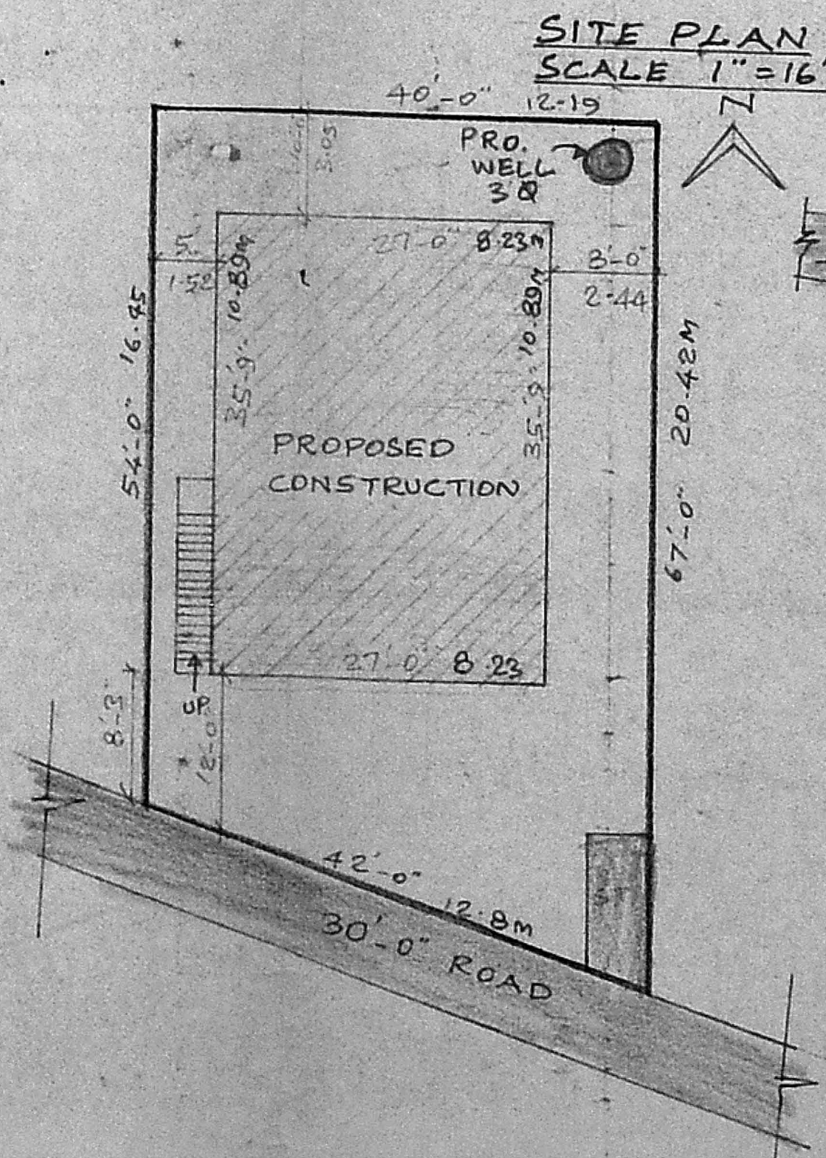 SITE PLAN
SCALE 1"=16'
40'-0" 12-19
N
PRO.
WELL
3'Ø
3.05
27'-0" 8.23M
5'
1.52
8'-0"
2.44
35'-9" 10.89M
35'-9" 10.89M
54'-0" 16.45
67'-0" 20.42M
PROPOSED
CONSTRUCTION
27'-0" 8.23
UP
8'-3"
12-0"
42'-0" 12.8M
30'-0" ROAD